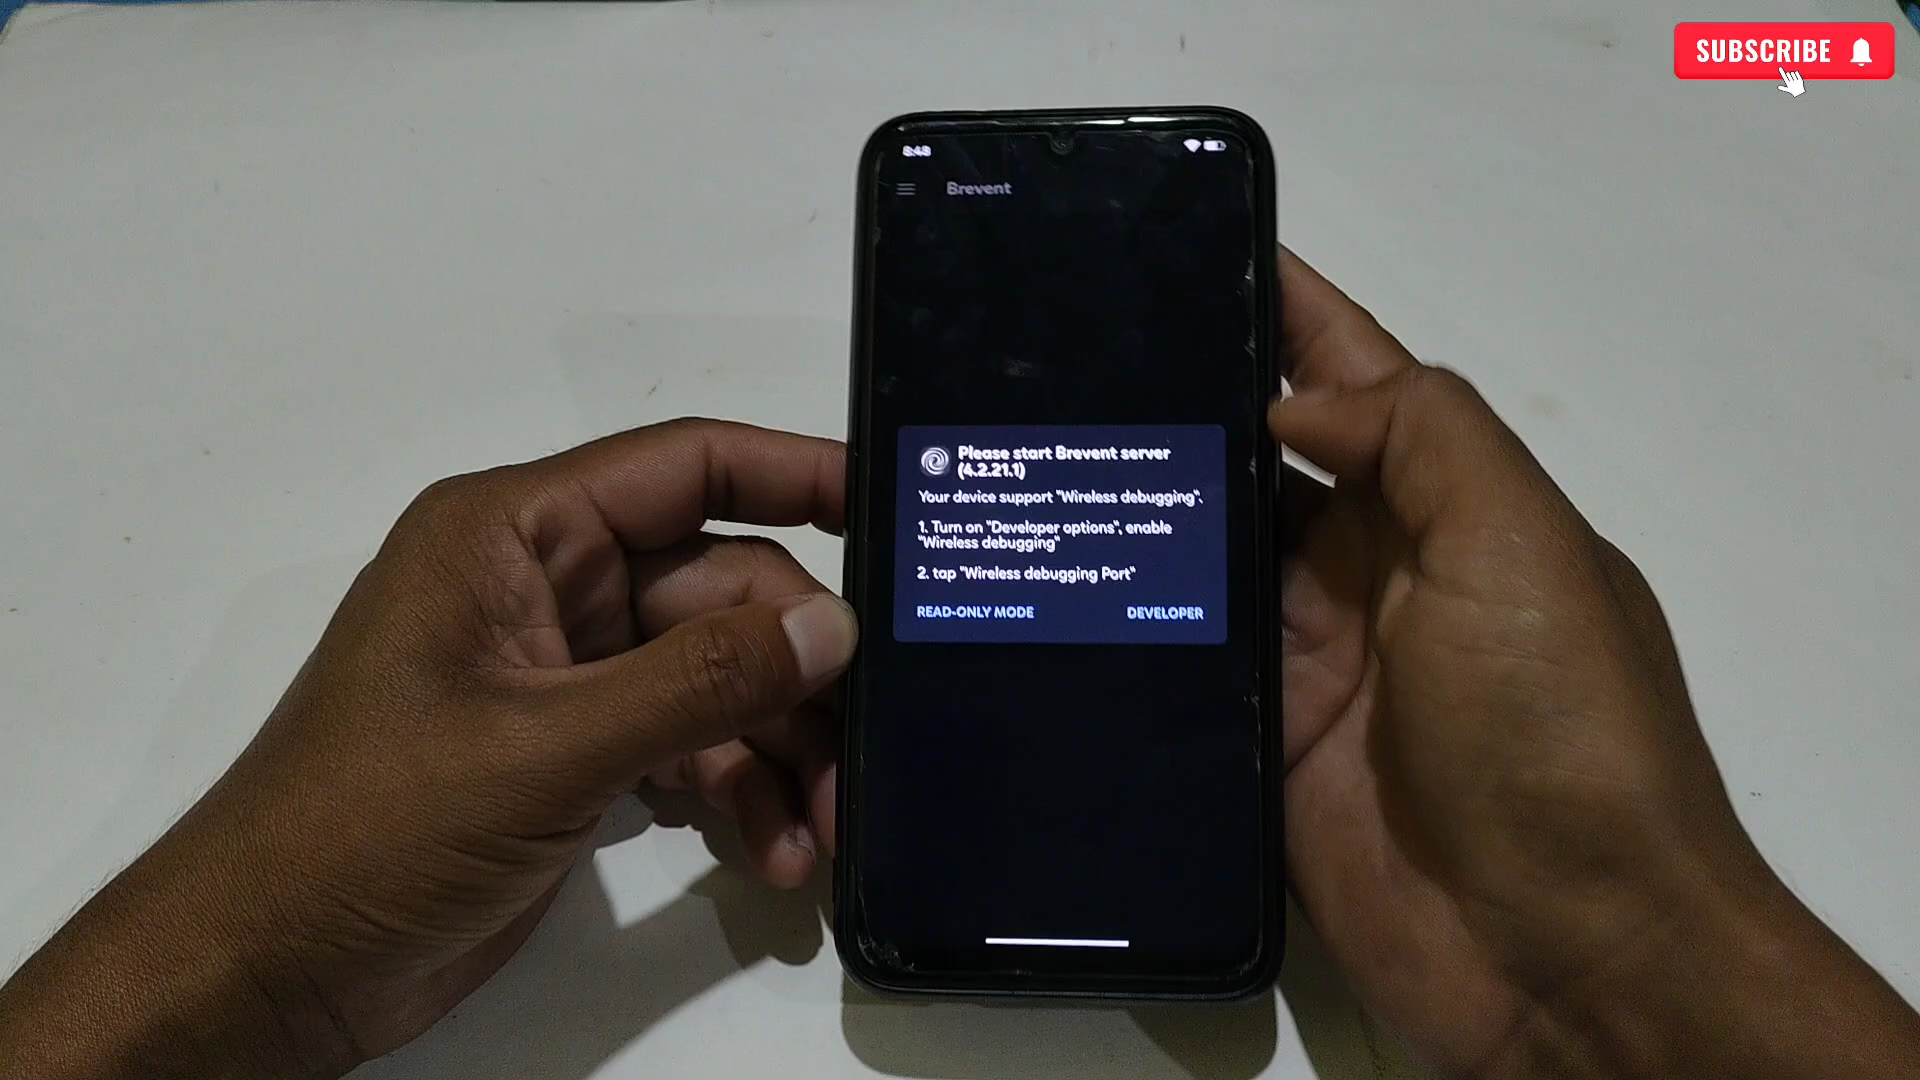 SUBSCRIBE
8:48
Brevent
Please start Brevent server
(4.2.21.1)
Your device support "Wireless debugging".
1. Turn on "Developer options", enable
"Wireless debugging"
2. tap "Wireless debugging Port"
READ-ONLY MODE
DEVELOPER